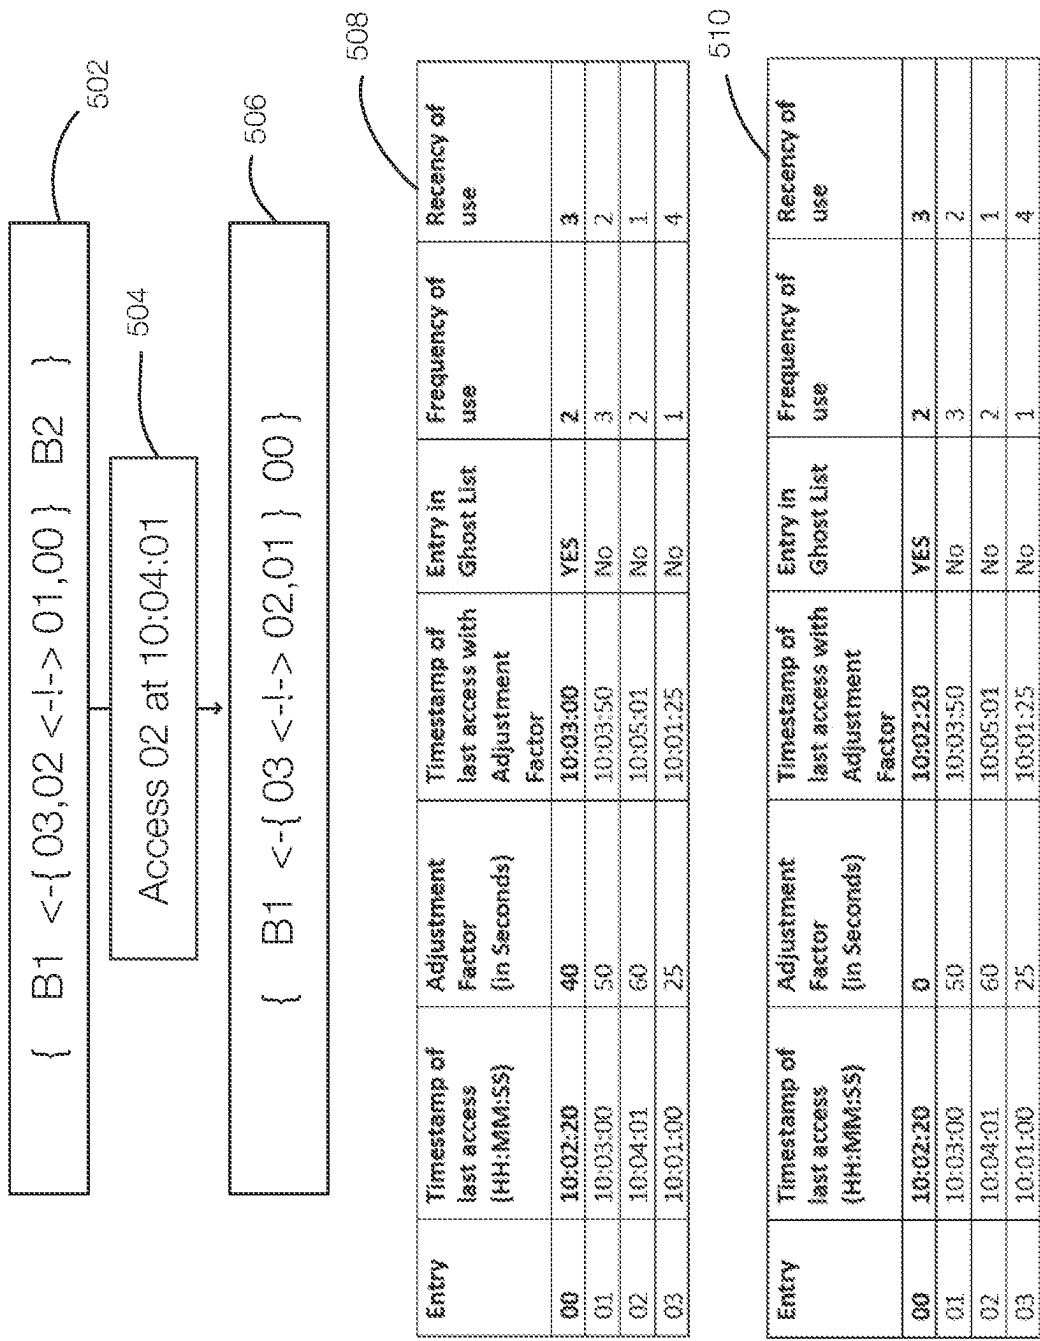 { B1 <-{ 03,02 <-!-> 01,00 } B2 }
502
Access 02 at 10:04:01
504
{ B1 <-{ 03 <-!-> 02,01 } 00 }
506
508
Entry Timestamp of last access (HH:MM:SS) Adjustment Factor (in Seconds) Timestamp of last access with Adjustment Factor Entry in Ghost List Frequency of use Recency of use
00 10:02:20 40 10:03:00 YES 2 3
01 10:03:00 50 10:03:50 No 3 2
02 10:04:01 60 10:05:01 No 2 1
03 10:01:00 25 10:01:25 No 1 4
510
Entry Timestamp of last access (HH:MM:SS) Adjustment Factor (in Seconds) Timestamp of last access with Adjustment Factor Entry in Ghost List Frequency of use Recency of use
00 10:02:20 0 10:02:20 YES 2 3
01 10:03:00 50 10:03:50 No 3 2
02 10:04:01 60 10:05:01 No 2 1
03 10:01:00 25 10:01:25 No 1 4